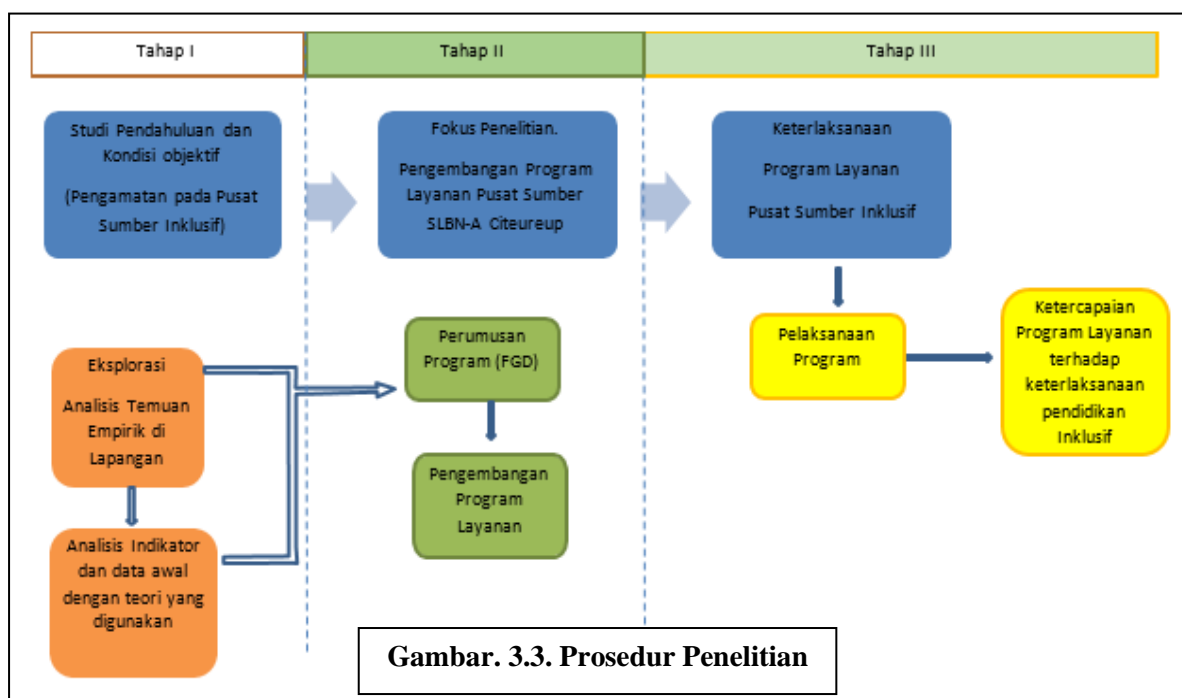 Tahap I
Tahap II
Tahap III
Studi Pendahuluan dan
Kondisi objektif
(Pengamatan pada Pusat
Sumber Inklusif)
Fokus Penelitian.
Pengembangan Program
Layanan Pusat Sumber
SLBN-A Citeureup
Keterlaksanaan
Program Layanan
Pusat Sumber Inklusif
Eksplorasi
Analisis Temuan
Empirik di
Lapangan
Analisis Indikator
dan data awal
dengan teori yang
digunakan
Perumusan
Program (FGD)
Pengembangan
Program
Layanan
Pelaksanaan
Program
Ketercapaian
Program Layanan
terhadap
keterlaksanaan
pendidikan
Inklusif
Gambar. 3.3. Prosedur Penelitian